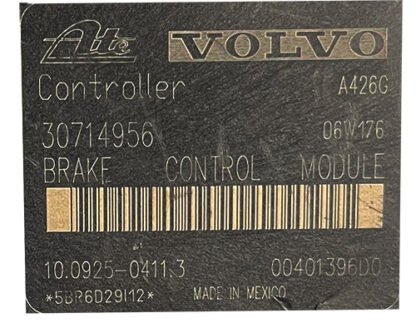 Ate VOLVO
Controller A426G
30714956 06W176
BRAKE CONTROL MODULE
10.0925-0411.3 00401396D0
*5BR6D29I12* MADE IN MEXICO